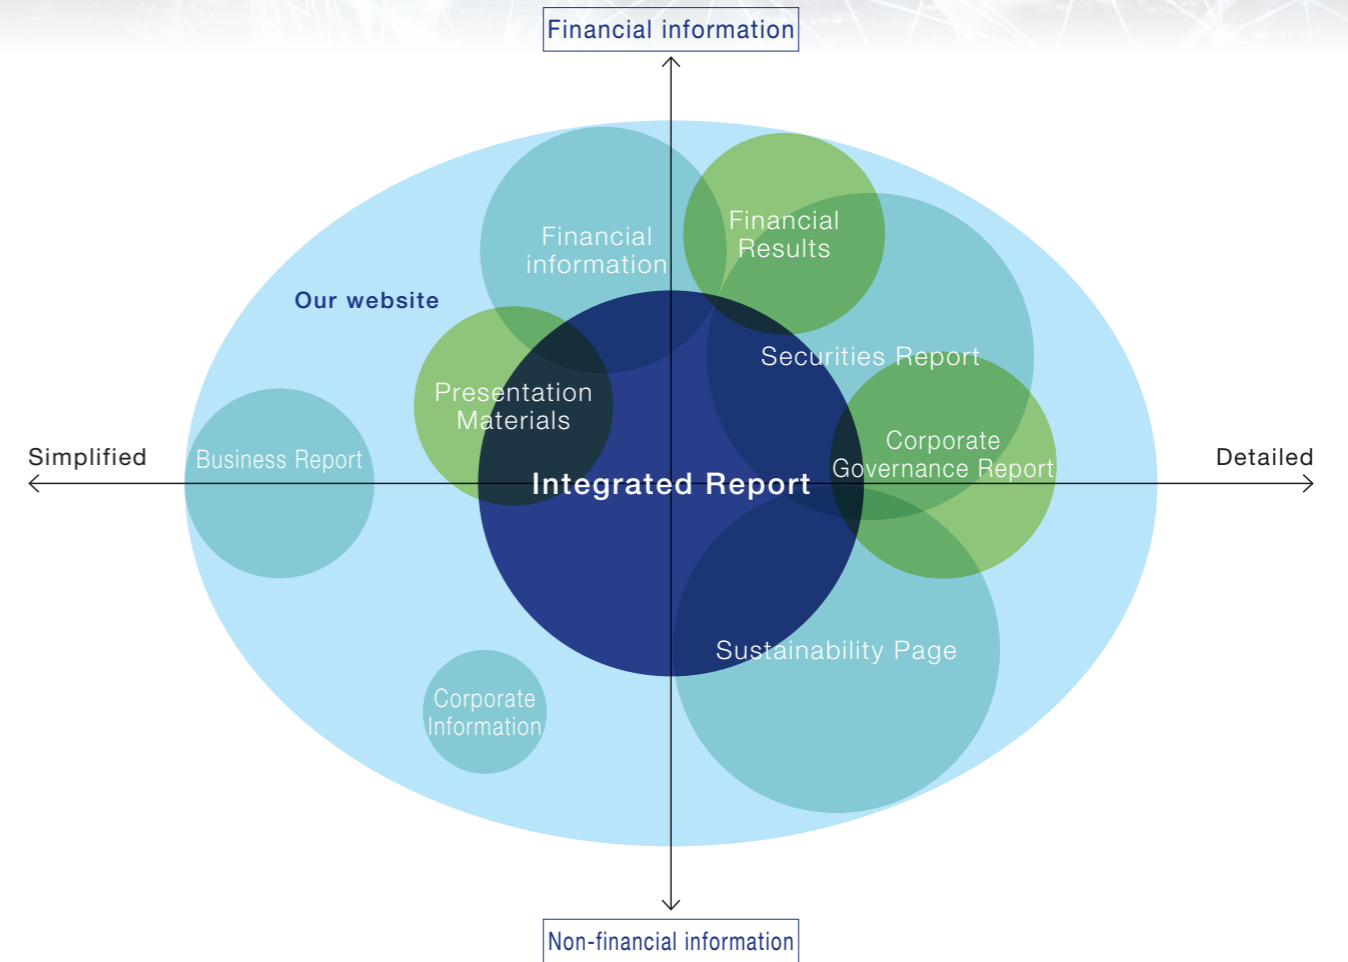 Financial information
Financial
Results
Financial
information
Our website
Securities Report
Presentation
Materials
Corporate
Governance Report
Simplified
Business Report
Detailed
Integrated Report
Sustainability Page
Corporate
Information
Non-financial information